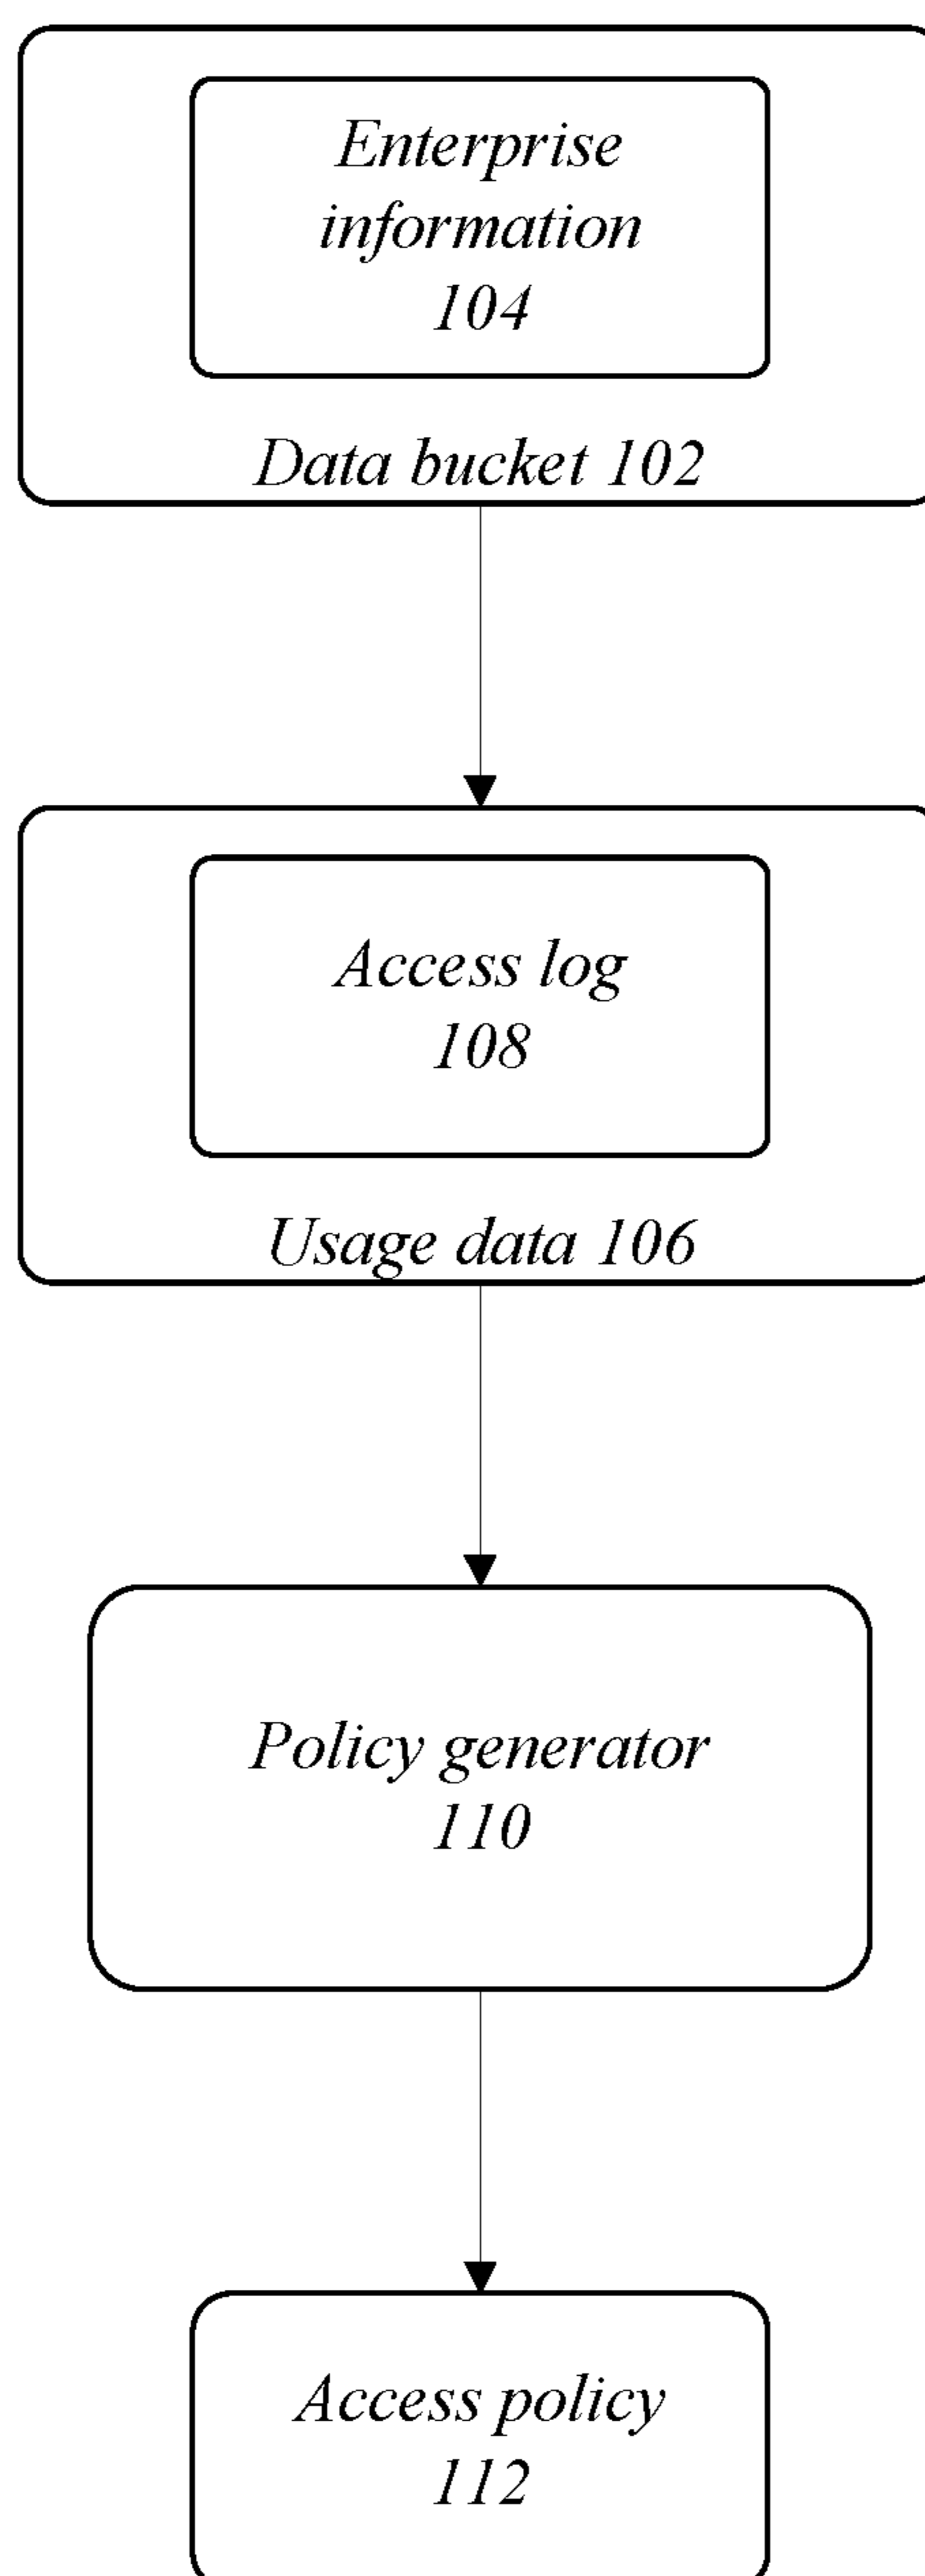 Enterprise
information
104
Data bucket 102
Access log
108
Usage data 106
Policy generator
110
Access policy
112